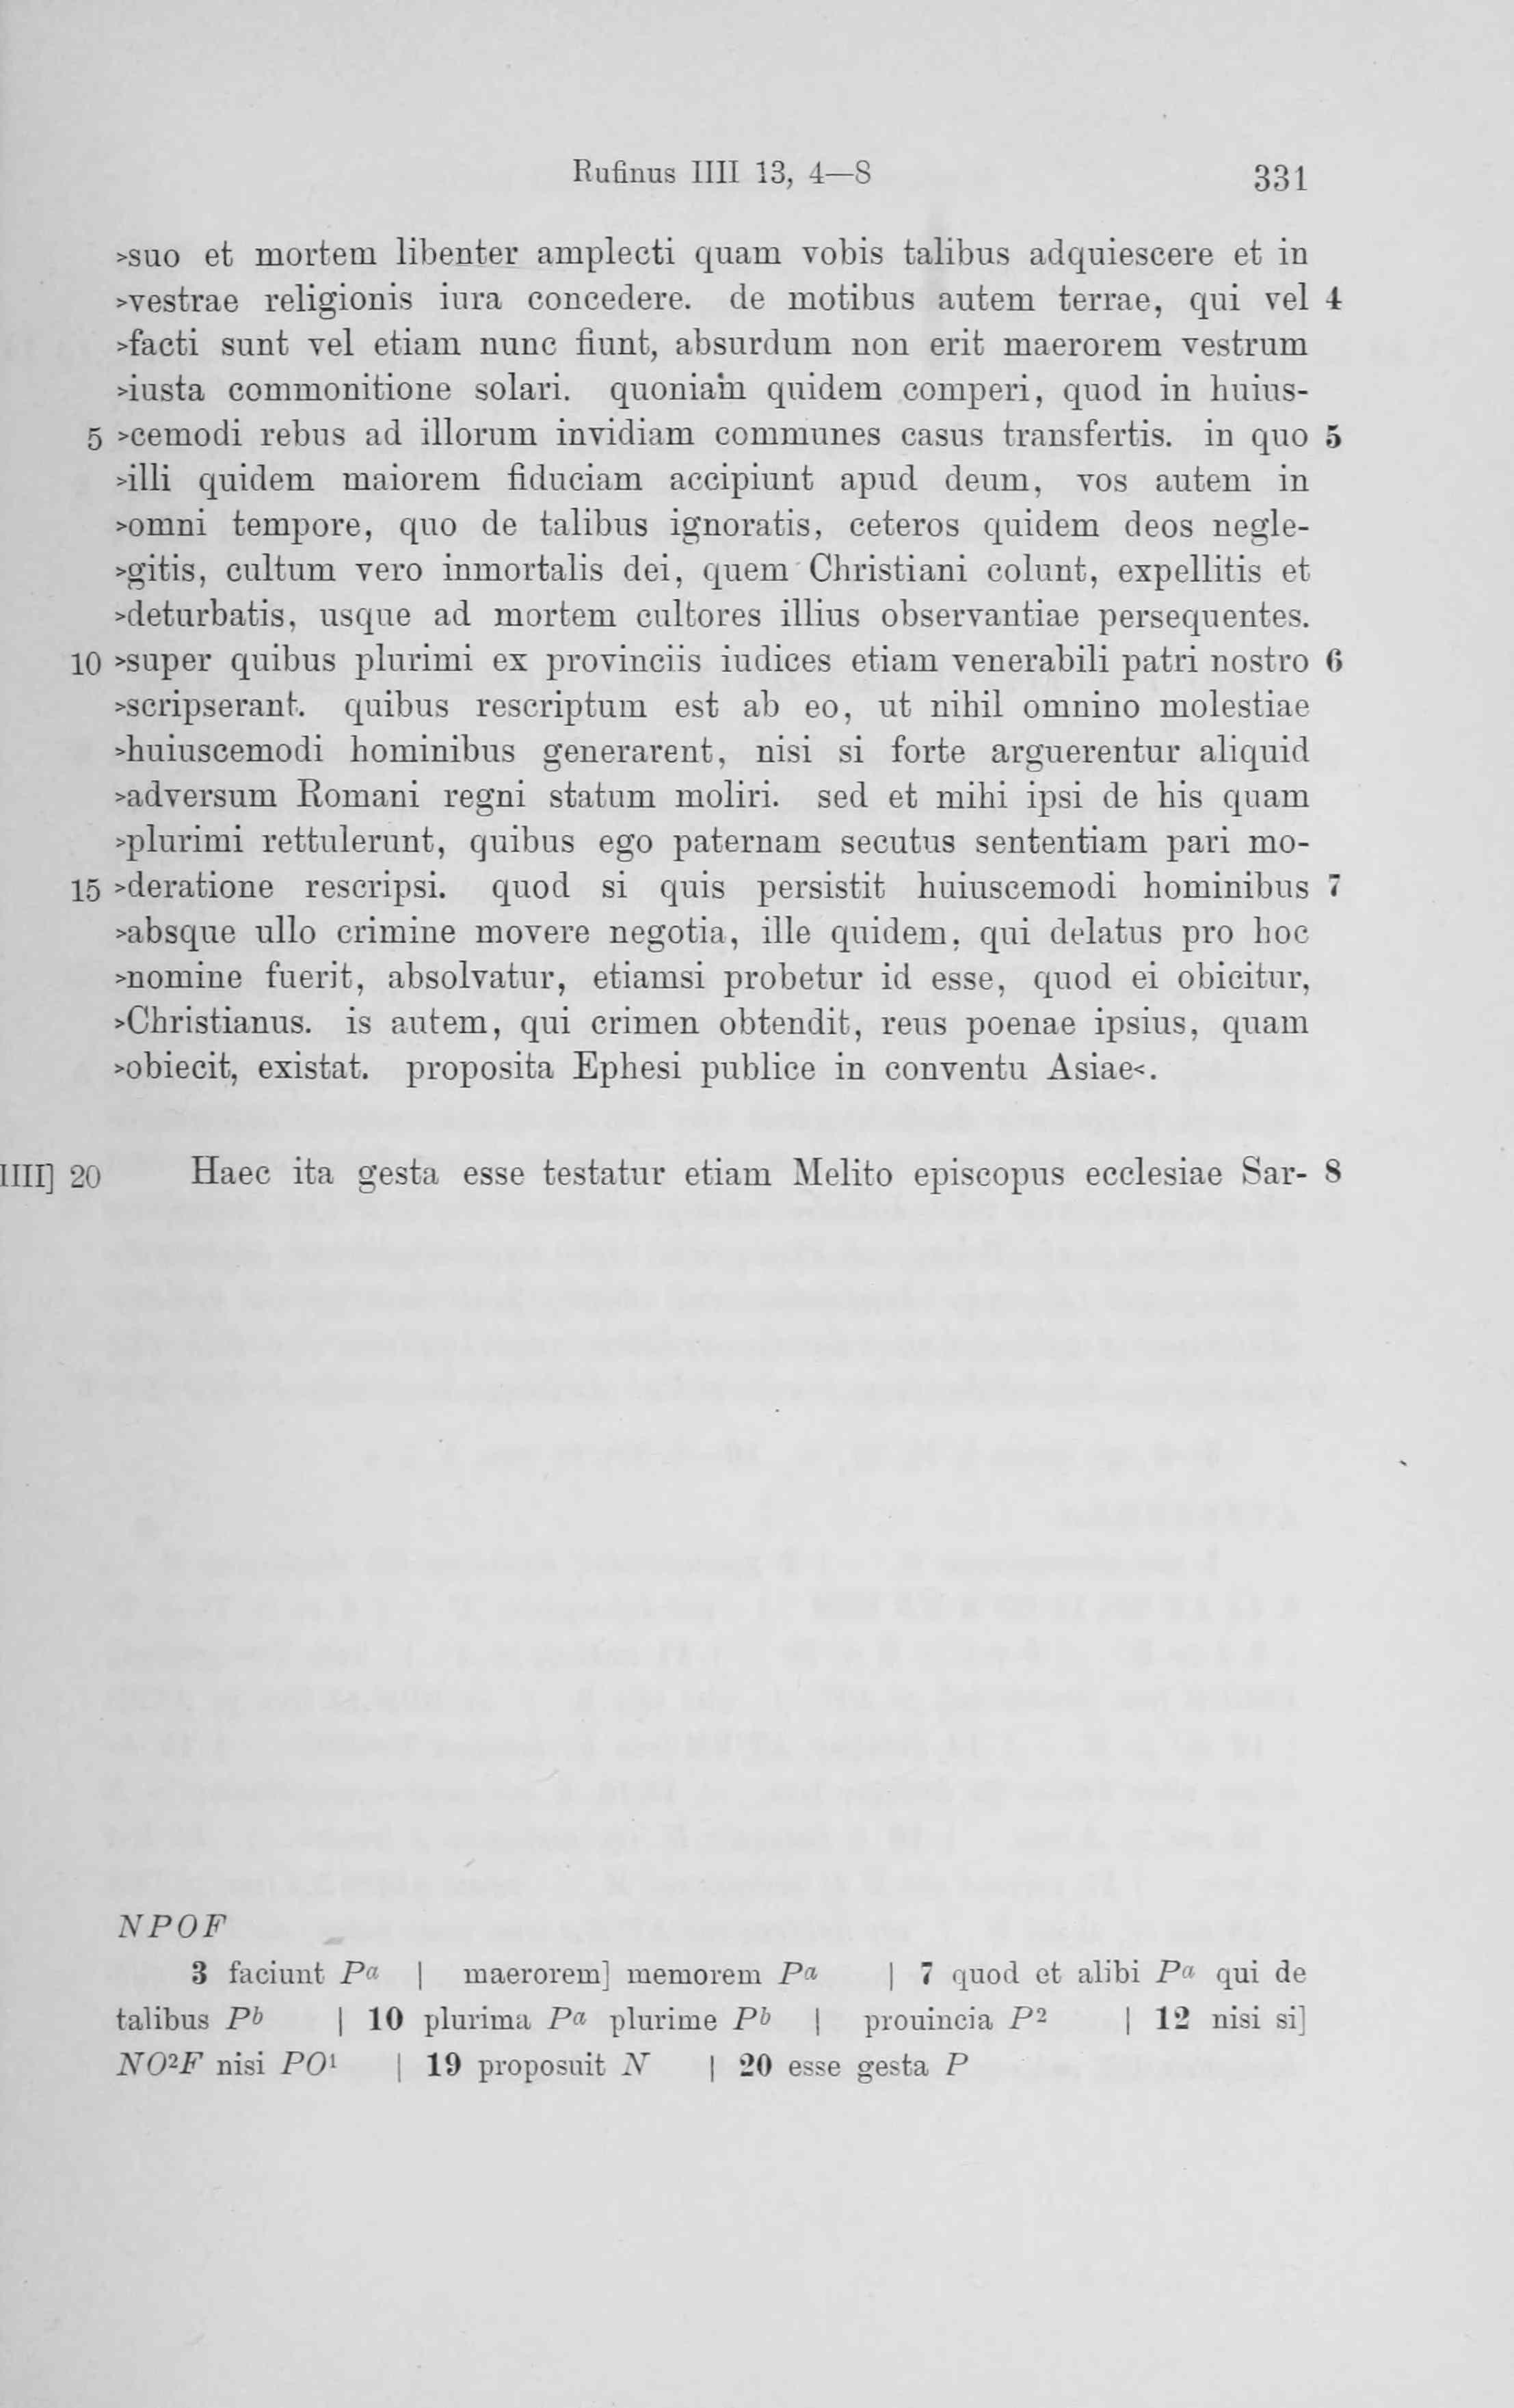 Rufinus IIII 13, 4—8 331
>suo et mortem libenter amplecti quam vobis talibus adquiescere et in
>vestrae religionis iura concedere. de motibus autem terrae, qui vel 4
>facti sunt vel etiam nunc fiunt, absurdum non erit maerorem vestrum
>iusta commonitione solari. quoniam quidem comperi, quod in huius-
5 >cemodi rebus ad illorum invidiam communes casus transfertis. in quo 5
>illi quidem maiorem fiduciam accipiunt apud deum, vos autem in
>omni tempore, quo de talibus ignoratis, ceteros quidem deos negle-
>gitis, cultum vero inmortalis dei, quem Christiani colunt, expellitis et
>deturbatis, usque ad mortem cultores illius observantiae persequentes.
10 >super quibus plurimi ex provinciis iudices etiam venerabili patri nostro 6
>scripserant. quibus rescriptum est ab eo, ut nihil omnino molestiae
>huiuscemodi hominibus generarent, nisi si forte arguerentur aliquid
>adversum Romani regni statum moliri. sed et mihi ipsi de his quam
>plurimi rettulerunt, quibus ego paternam secutus sententiam pari mo-
15 >deratione rescripsi. quod si quis persistit huiuscemodi hominibus 7
>absque ullo crimine movere negotia, ille quidem, qui delatus pro hoc
>nomine fuerit, absolvatur, etiamsi probetur id esse, quod ei obicitur,
>Christianus. is autem, qui crimen obtendit, reus poenae ipsius, quam
>obiecit, existat. proposita Ephesi publice in conventu Asiae<.
IIII] 20 Haec ita gesta esse testatur etiam Melito episcopus ecclesiae Sar- 8
NPOF
3 faciunt Pa | maerorem] memorem Pa | 7 quod et alibi Pa qui de
talibus Pb | 10 plurima Pa plurime Pb | prouincia P2 | 12 nisi si]
NO2F nisi PO1 | 19 proposuit N | 20 esse gesta P